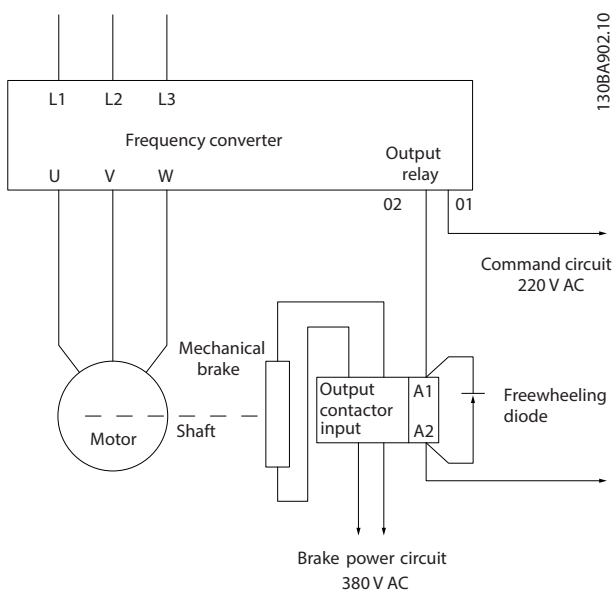 130BA902.10
L1 L2 L3
Frequency converter
Output
relay
U V W
02 01
Command circuit
220 V AC
Mechanical
brake
Output
contactor
input
A1
A2
Freewheeling
diode
Shaft
Motor
Brake power circuit
380 V AC